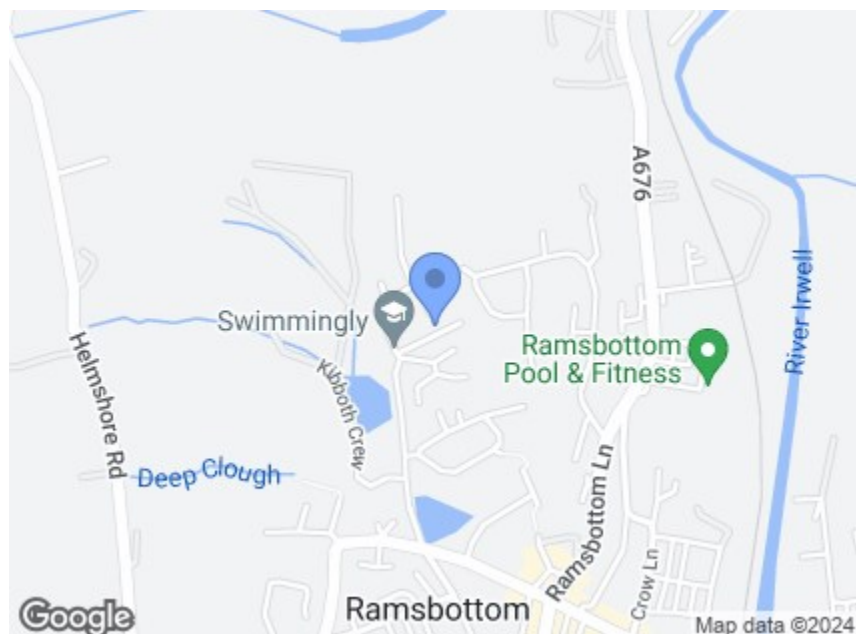 A676
River Irwell
Swimmingly
Ramsbottom
Pool & Fitness
Helmshore Rd
Kibboth Crew
Deep Clough
Ramsbottom Ln
Crow Ln
Ramsbottom
Google
Map data ©2024